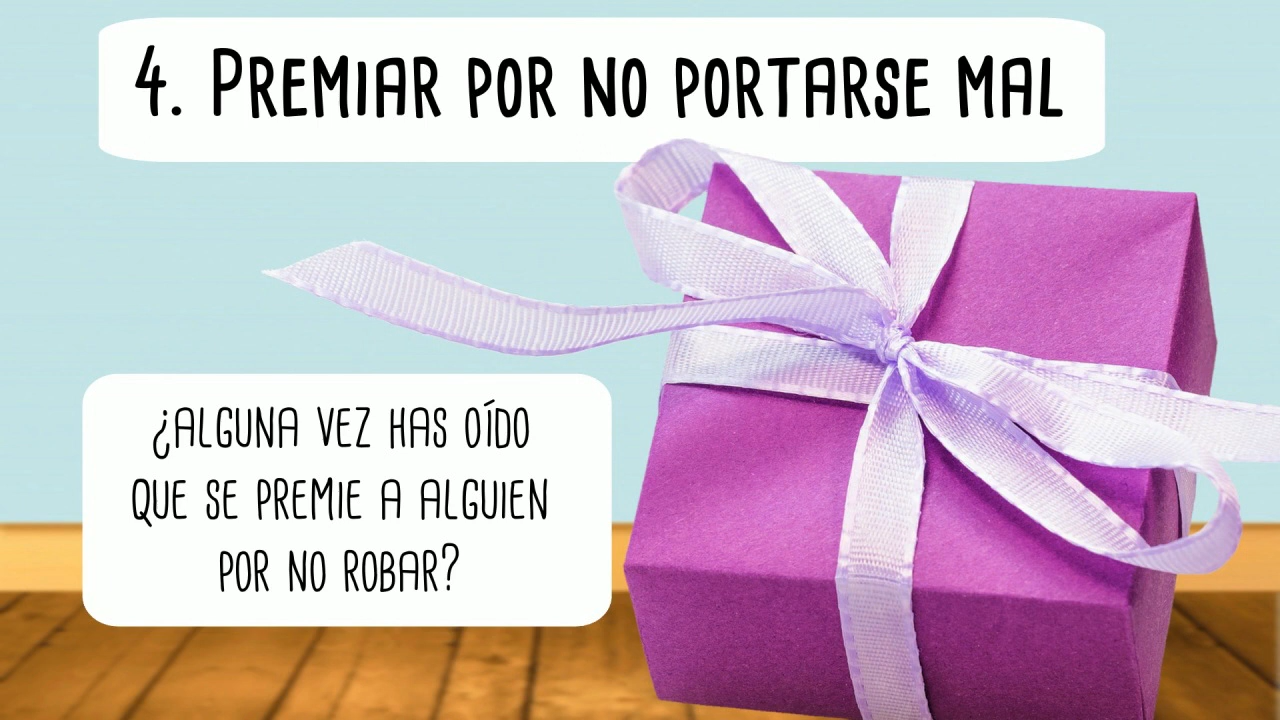 4. PREMIAR POR NO PORTARSE MAL
¿ALGUNA VEZ HAS OÍDO
QUE SE PREMIE A ALGUIEN
POR NO ROBAR?